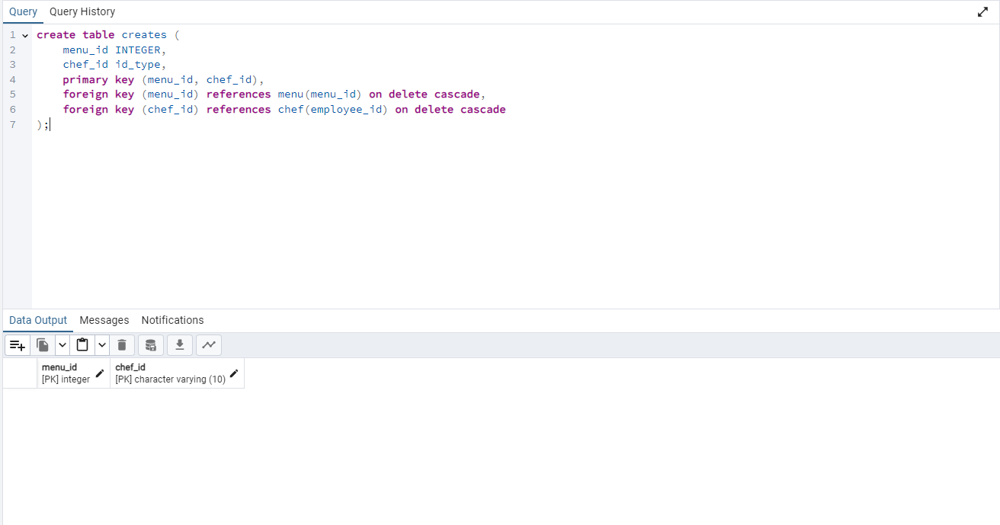 Query Query History
1 create table creates (
2 menu_id INTEGER,
3 chef_id id_type,
4 primary key (menu_id, chef_id),
5 foreign key (menu_id) references menu(menu_id) on delete cascade,
6 foreign key (chef_id) references chef(employee_id) on delete cascade
7 );
Data Output Messages Notifications
menu_id chef_id
[PK] integer [PK] character varying (10)